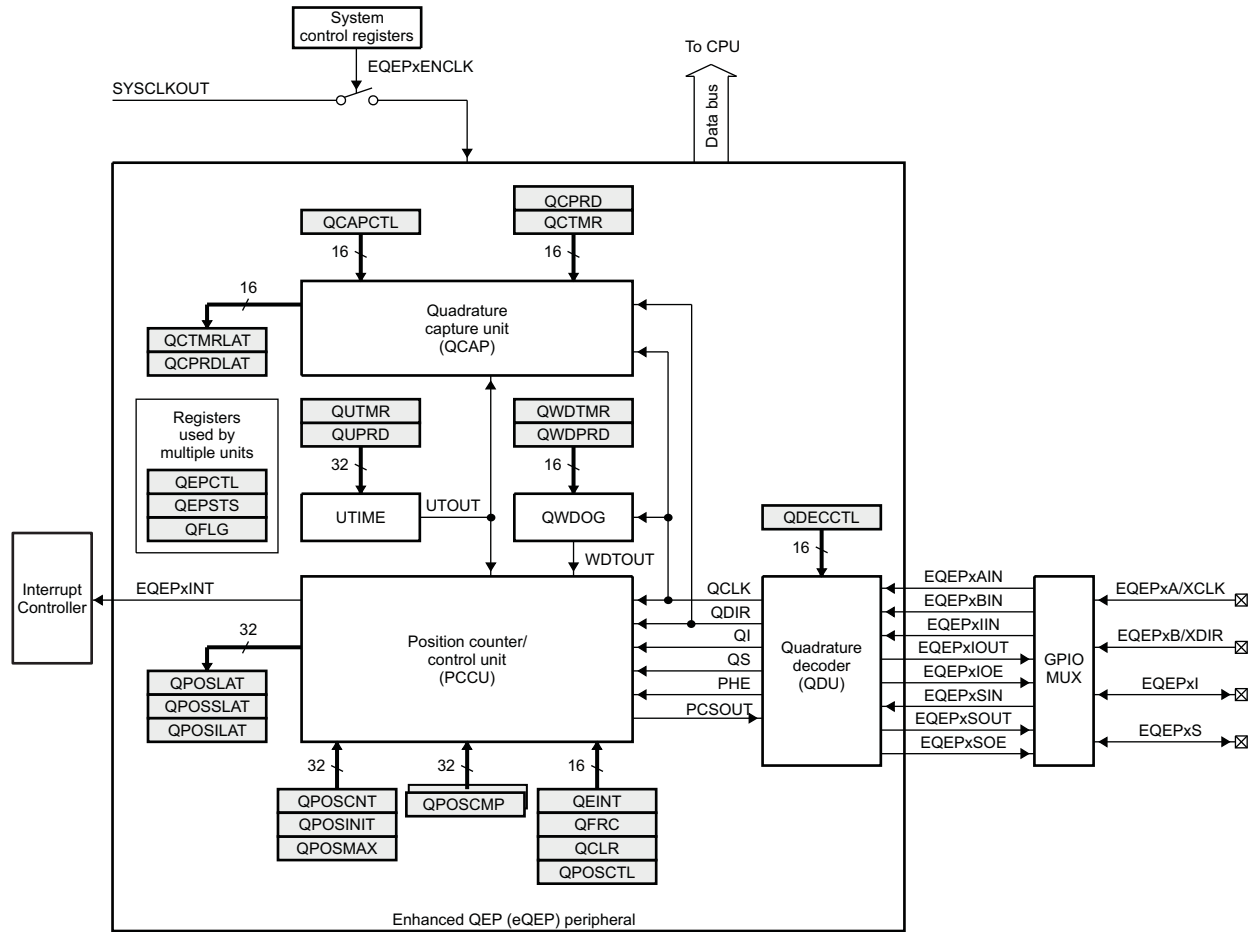 System
control registers
To CPU
EQEPxENCLK
SYSCLKOUT
Data bus
QCPRD
QCAPCTL
QCTMR
16
16
16
Quadrature
capture unit
(QCAP)
QCTMRLAT
QCPRDLAT
Registers
used by
multiple units
QUTMR
QWDTMR
QUPRD
QWDPRD
32
16
QEPCTL
QEPSTS
QFLG
UTIME
UTOUT
QWDOG
QDECCTL
WDTOUT
16
Interrupt
Controller
EQEPxINT
32
Position counter/
control unit
(PCCU)
QCLK
QDIR
QI
QS
PHE
PCSOUT
Quadrature
decoder
(QDU)
EQEPxAIN
EQEPxBIN
EQEPxIIN
EQEPxIOUT
EQEPxIOE
EQEPxSIN
EQEPxSOUT
EQEPxSOE
GPIO
MUX
EQEPxA/XCLK
EQEPxB/XDIR
EQEPxI
EQEPxS
QPOSLAT
QPOSSLAT
QPOSILAT
32
32
16
QPOSCNT
QPOSINIT
QPOSMAX
QPOSCMP
QEINT
QFRC
QCLR
QPOSCTL
Enhanced QEP (eQEP) peripheral